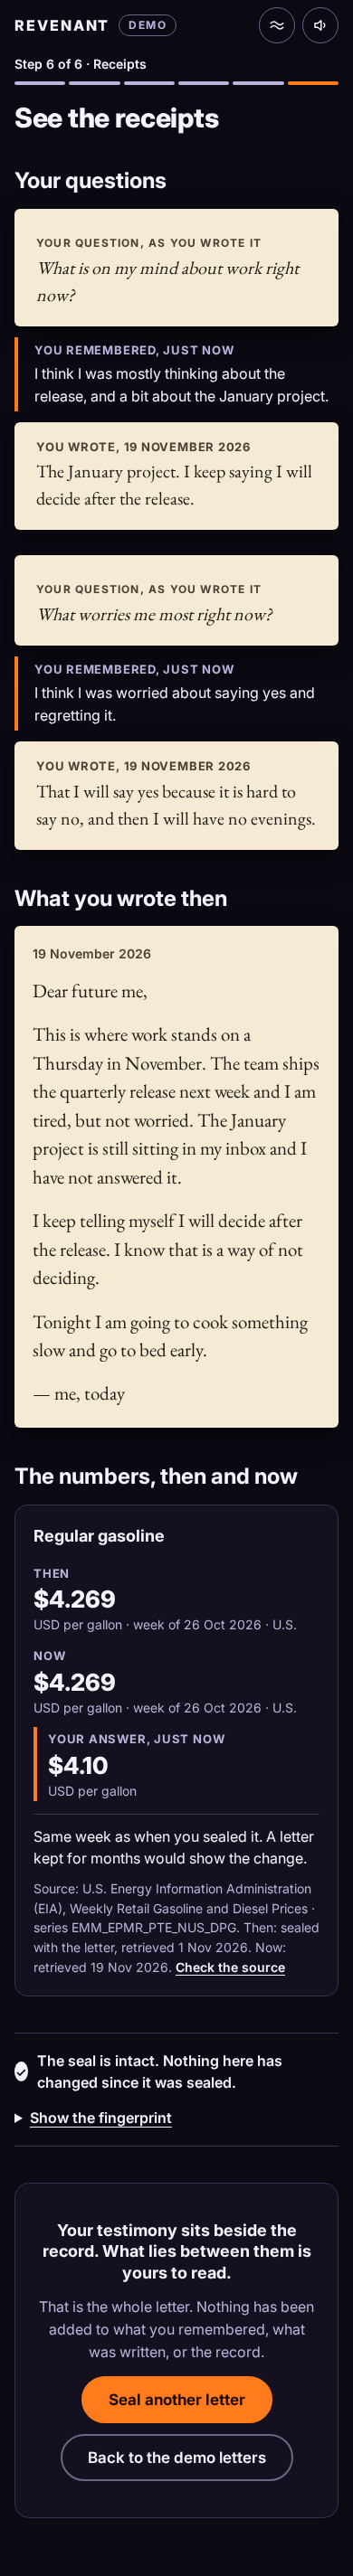 REVENANT DEMO
Step 6 of 6 · Receipts
See the receipts
Your questions
YOUR QUESTION, AS YOU WROTE IT
What is on my mind about work right
now?
YOU REMEMBERED, JUST NOW
I think I was mostly thinking about the
release, and a bit about the January project.
YOU WROTE, 19 NOVEMBER 2026
The January project. I keep saying I will
decide after the release.
YOUR QUESTION, AS YOU WROTE IT
What worries me most right now?
YOU REMEMBERED, JUST NOW
I think I was worried about saying yes and
regretting it.
YOU WROTE, 19 NOVEMBER 2026
That I will say yes because it is hard to
say no, and then I will have no evenings.
What you wrote then
19 November 2026
Dear future me,
This is where work stands on a
Thursday in November. The team ships
the quarterly release next week and I am
tired, but not worried. The January
project is still sitting in my inbox and I
have not answered it.
I keep telling myself I will decide after
the release. I know that is a way of not
deciding.
Tonight I am going to cook something
slow and go to bed early.
— me, today
The numbers, then and now
Regular gasoline
THEN
$4.269
USD per gallon · week of 26 Oct 2026 · U.S.
NOW
$4.269
USD per gallon · week of 26 Oct 2026 · U.S.
YOUR ANSWER, JUST NOW
$4.10
USD per gallon
Same week as when you sealed it. A letter
kept for months would show the change.
Source: U.S. Energy Information Administration
(EIA), Weekly Retail Gasoline and Diesel Prices ·
series EMM_EPMR_PTE_NUS_DPG. Then: sealed
with the letter, retrieved 1 Nov 2026. Now:
retrieved 19 Nov 2026. Check the source
The seal is intact. Nothing here has
changed since it was sealed.
Show the fingerprint
Your testimony sits beside the
record. What lies between them is
yours to read.
That is the whole letter. Nothing has been
added to what you remembered, what
was written, or the record.
Seal another letter
Back to the demo letters